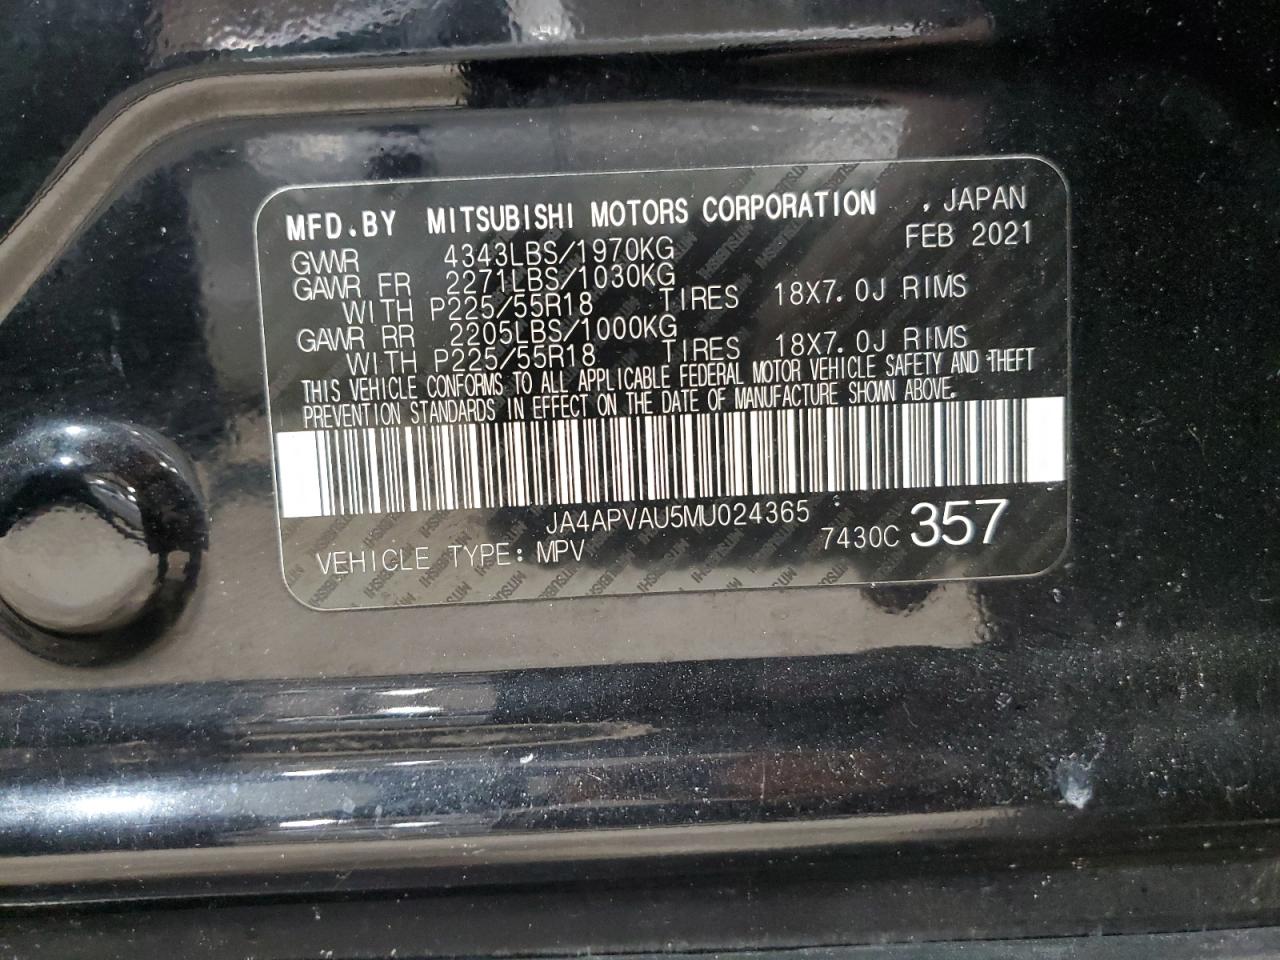 MFD.BY MITSUBISHI MOTORS CORPORATION , JAPAN
FEB 2021
GVWR 4343LBS/1970KG
GAWR FR 2271LBS/1030KG
WITH P225/55R18 TIRES 18X7.0J RIMS
GAWR RR 2205LBS/1000KG
WITH P225/55R18 TIRES 18X7.0J RIMS
THIS VEHICLE CONFORMS TO ALL APPLICABLE FEDERAL MOTOR VEHICLE SAFETY AND THEFT
PREVENTION STANDARDS IN EFFECT ON THE DATE OF MANUFACTURE SHOWN ABOVE.
JA4APVAU5MU024365 :
7430C 357
VEHICLE TYPE: MPV